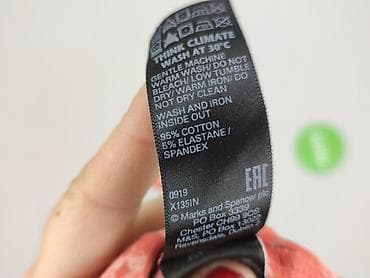 THINK CLIMATE
WASH AT 30°C
GENTLE MACHINE
WARM WASH/DO NOT
BLEACH/LOW TUMBLE
DRY/WARM IRON/DO
NOT DRY CLEAN
WASH AND IRON
INSIDE OUT
95% COTTON
5% ELASTANE/
SPANDEX
0919
X135IN
EAC
© Marks and Spencer plc
PO Box 3339
Chester CH99 9QS
M&S, PO Box
Ravensdale, Dublin